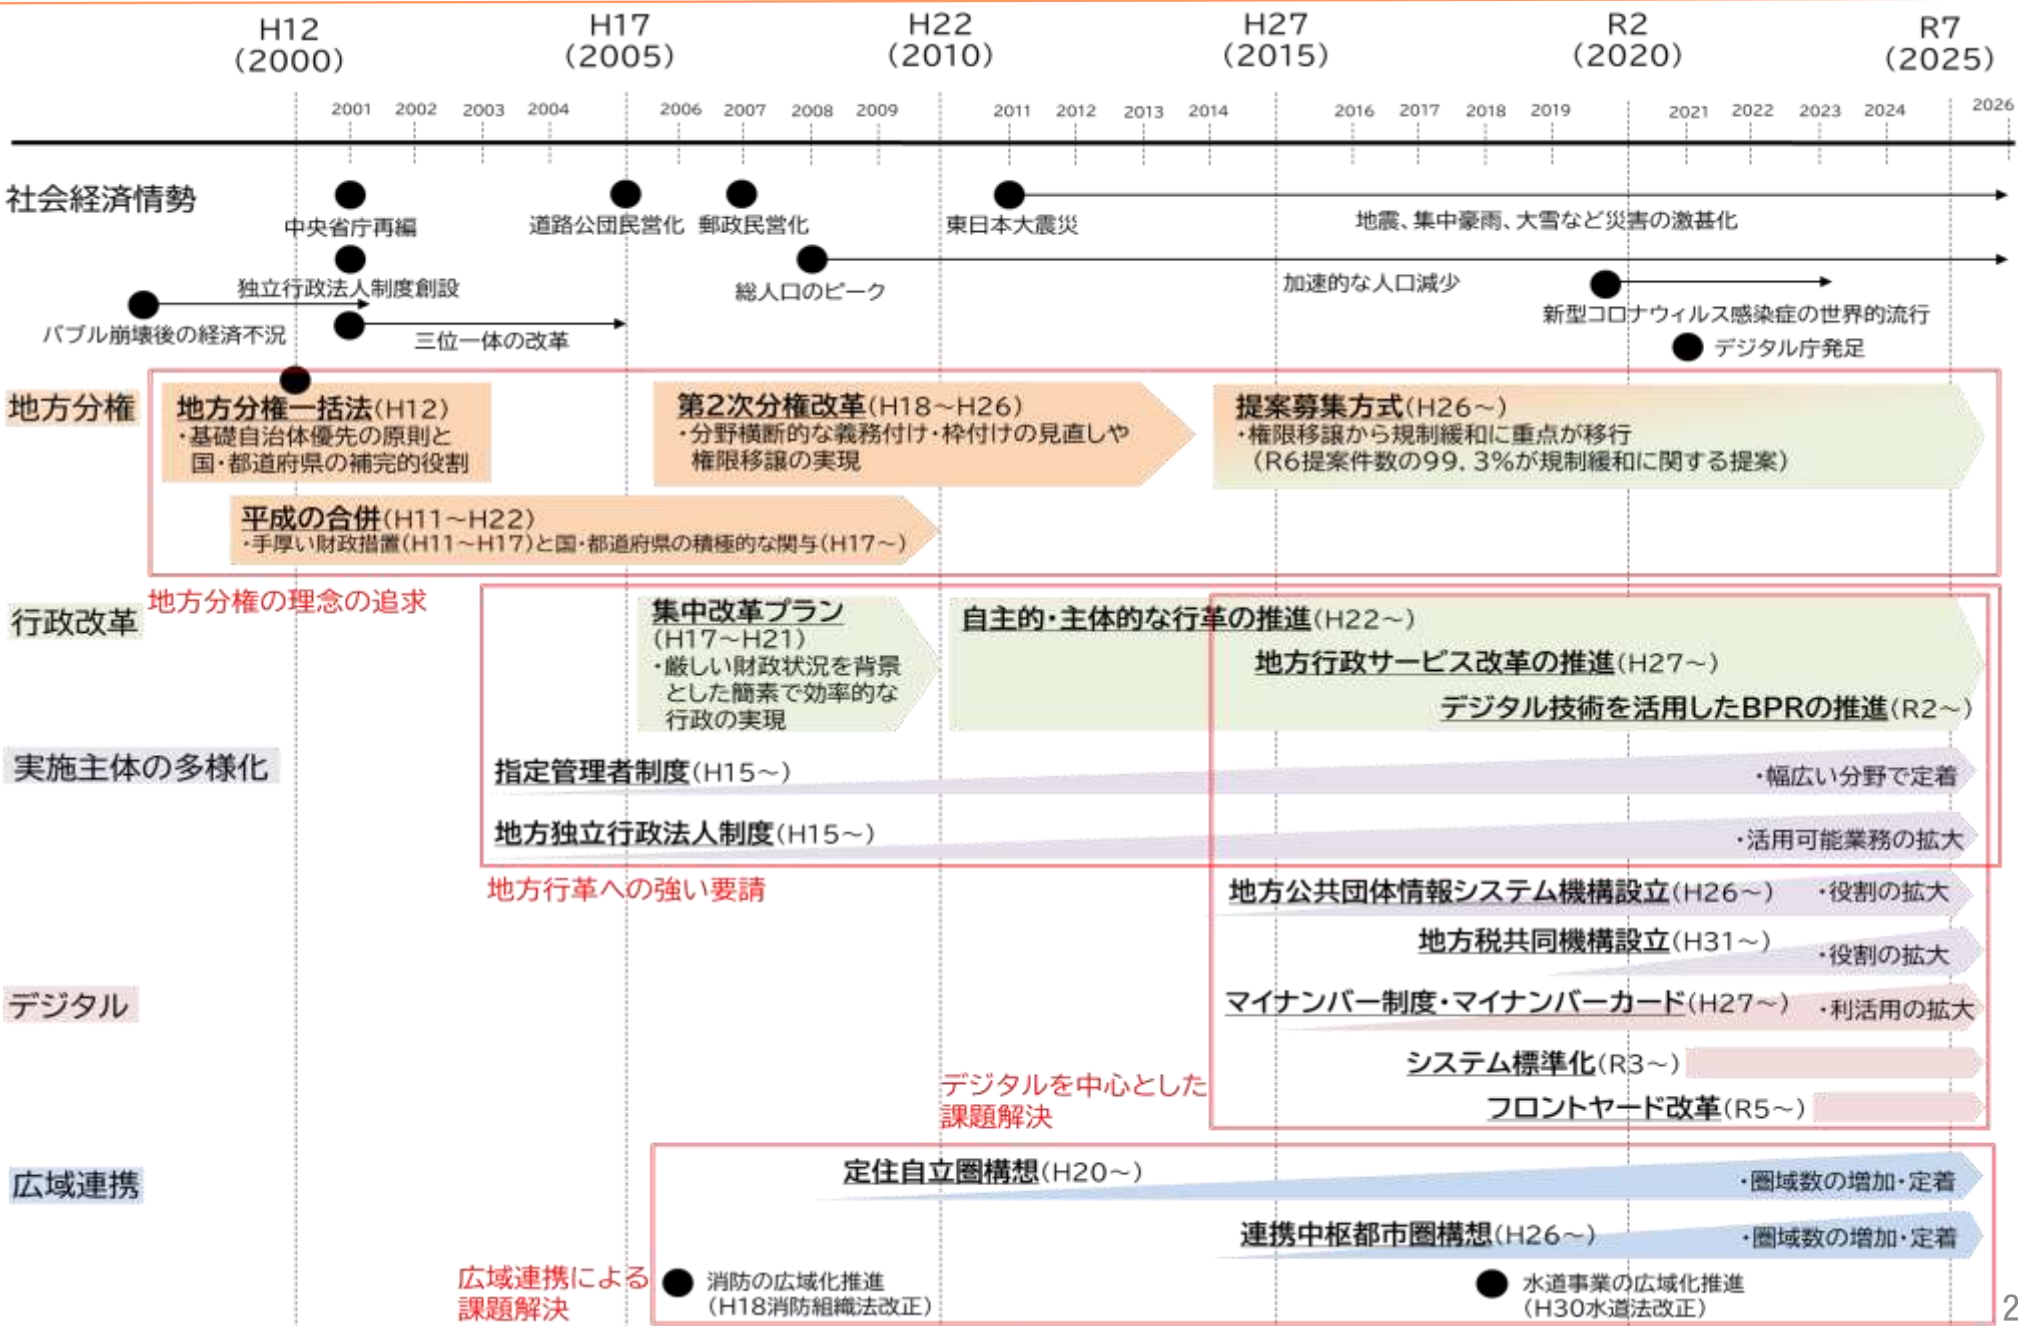 H12
(2000)
H17
(2005)
H22
(2010)
H27
(2015)
R2
(2020)
R7
(2025)
2001 2002 2003 2004 2006 2007 2008 2009 2011 2012 2013 2014 2016 2017 2018 2019 2021 2022 2023 2024 2026
社会経済情勢
中央省庁再編
道路公団民営化
郵政民営化
東日本大震災
地震、集中豪雨、大雪など災害の激甚化
独立行政法人制度創設
総人口のピーク
加速的な人口減少
バブル崩壊後の経済不況
三位一体の改革
新型コロナウィルス感染症の世界的流行
デジタル庁発足
地方分権
地方分権一括法(H12)
・基礎自治体優先の原則と
国・都道府県の補完的役割
第2次分権改革(H18～H26)
・分野横断的な義務付け・枠付けの見直しや
権限移譲の実現
提案募集方式(H26～)
・権限移譲から規制緩和に重点が移行
(R6提案件数の99.3%が規制緩和に関する提案)
平成の合併(H11～H22)
・手厚い財政措置(H11～H17)と国・都道府県の積極的な関与(H17～)
地方分権の理念の追求
行政改革
集中改革プラン
(H17～H21)
・厳しい財政状況を背景
とした簡素で効率的な
行政の実現
自主的・主体的な行革の推進(H22～)
地方行政サービス改革の推進(H27～)
デジタル技術を活用したBPRの推進(R2～)
実施主体の多様化
指定管理者制度(H15～)
・幅広い分野で定着
地方独立行政法人制度(H15～)
・活用可能業務の拡大
地方行革への強い要請
地方公共団体情報システム機構設立(H26～)
・役割の拡大
地方税共同機構設立(H31～)
・役割の拡大
デジタル
マイナンバー制度・マイナンバーカード(H27～)
・利活用の拡大
システム標準化(R3～)
フロントヤード改革(R5～)
デジタルを中心とした
課題解決
広域連携
定住自立圏構想(H20～)
・圏域数の増加・定着
連携中枢都市圏構想(H26～)
・圏域数の増加・定着
広域連携による
課題解決
消防の広域化推進
(H18消防組織法改正)
水道事業の広域化推進
(H30水道法改正)
2